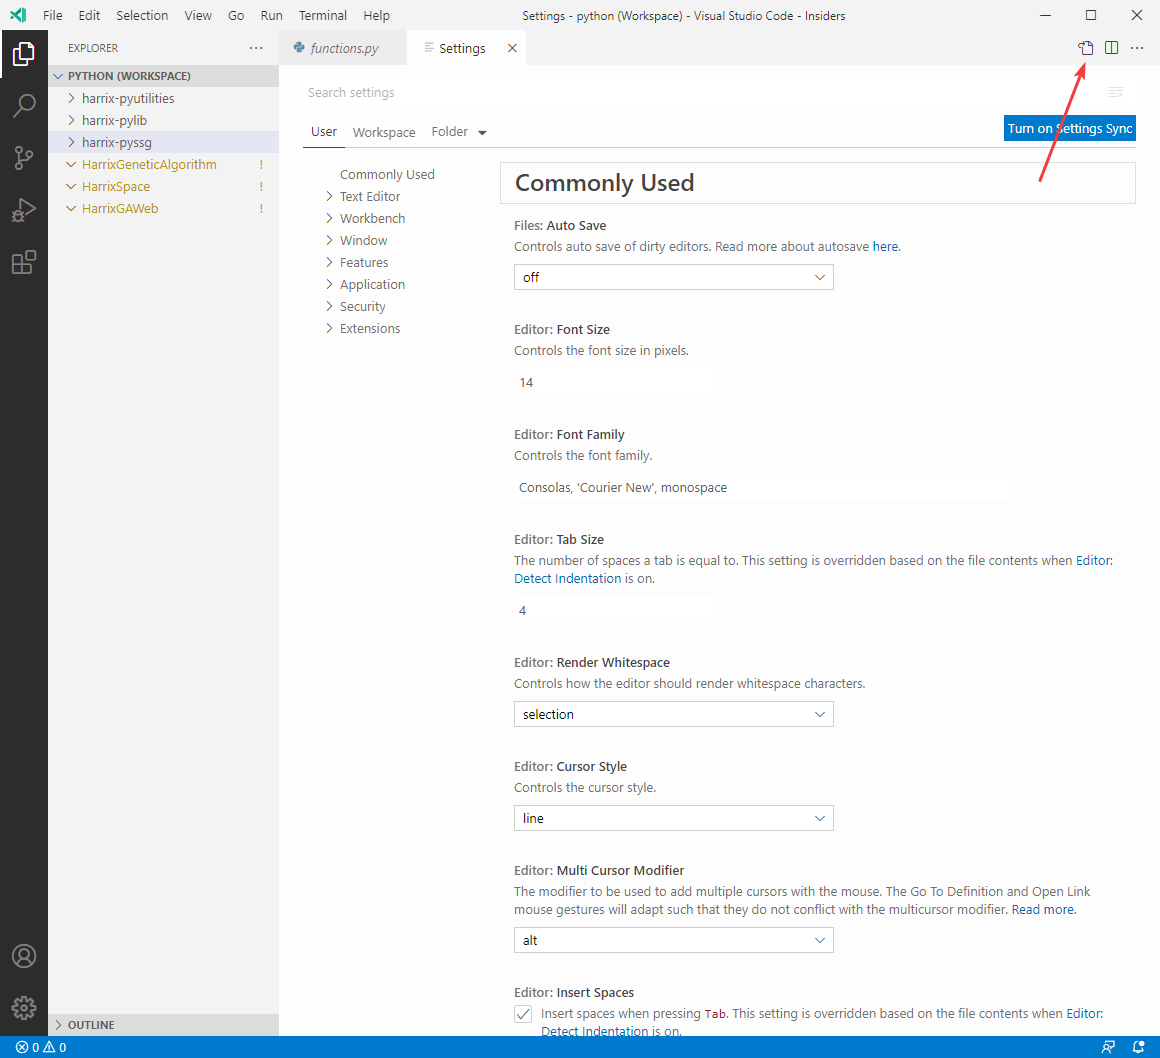 File Edit Selection View Go Run Terminal Help Settings - python (Workspace) - Visual Studio Code - Insiders
EXPLORER
functions.py Settings
PYTHON (WORKSPACE)
harrix-pyutilities
harrix-pylib
harrix-pyssg
HarrixGeneticAlgorithm !
HarrixSpace !
HarrixGAWeb !
OUTLINE
Search settings
User Workspace Folder
Turn on Settings Sync
Commonly Used
Text Editor
Workbench
Window
Features
Application
Security
Extensions
Commonly Used
Files: Auto Save
Controls auto save of dirty editors. Read more about autosave here.
off
Editor: Font Size
Controls the font size in pixels.
14
Editor: Font Family
Controls the font family.
Consolas, 'Courier New', monospace
Editor: Tab Size
The number of spaces a tab is equal to. This setting is overridden based on the file contents when Editor:
Detect Indentation is on.
4
Editor: Render Whitespace
Controls how the editor should render whitespace characters.
selection
Editor: Cursor Style
Controls the cursor style.
line
Editor: Multi Cursor Modifier
The modifier to be used to add multiple cursors with the mouse. The Go To Definition and Open Link
mouse gestures will adapt such that they do not conflict with the multicursor modifier. Read more.
alt
Editor: Insert Spaces
Insert spaces when pressing Tab. This setting is overridden based on the file contents when Editor:
Detect Indentation is on.
0 0